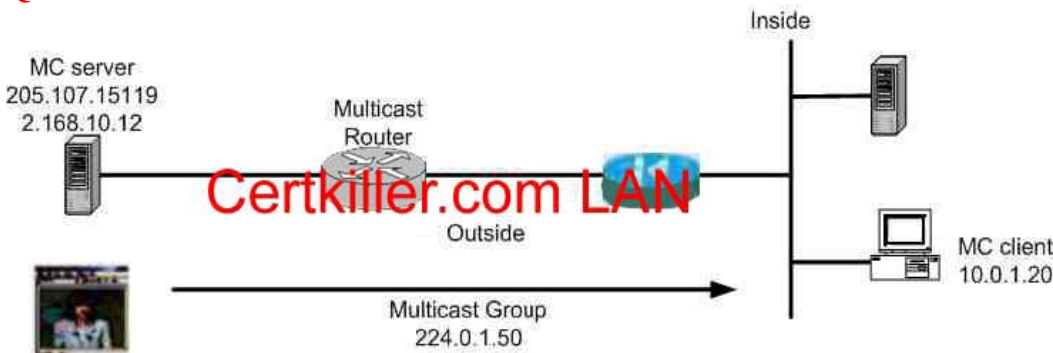 Inside
MC server
205.107.15119
2.168.10.12
Multicast
Router
Certkiller.com LAN
Outside
MC client
10.0.1.20
Multicast Group
224.0.1.50